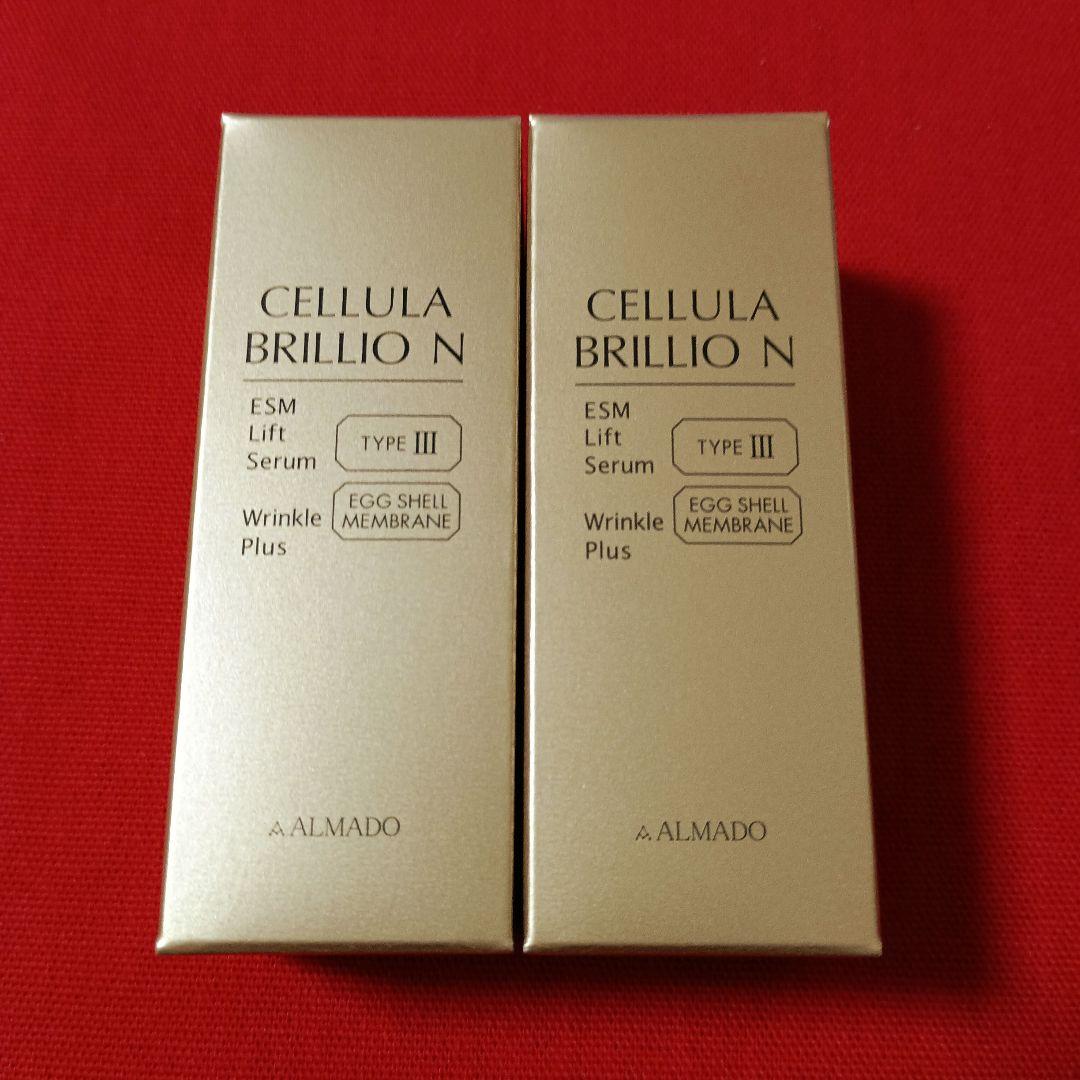 CELLULA
BRILLIO N
ESM
Lift
Serum
TYPE III
Wrinkle
Plus
EGG SHELL
MEMBRANE
ALMADO
CELLULA
BRILLIO N
ESM
Lift
Serum
TYPE III
Wrinkle
Plus
EGG SHELL
MEMBRANE
ALMADO